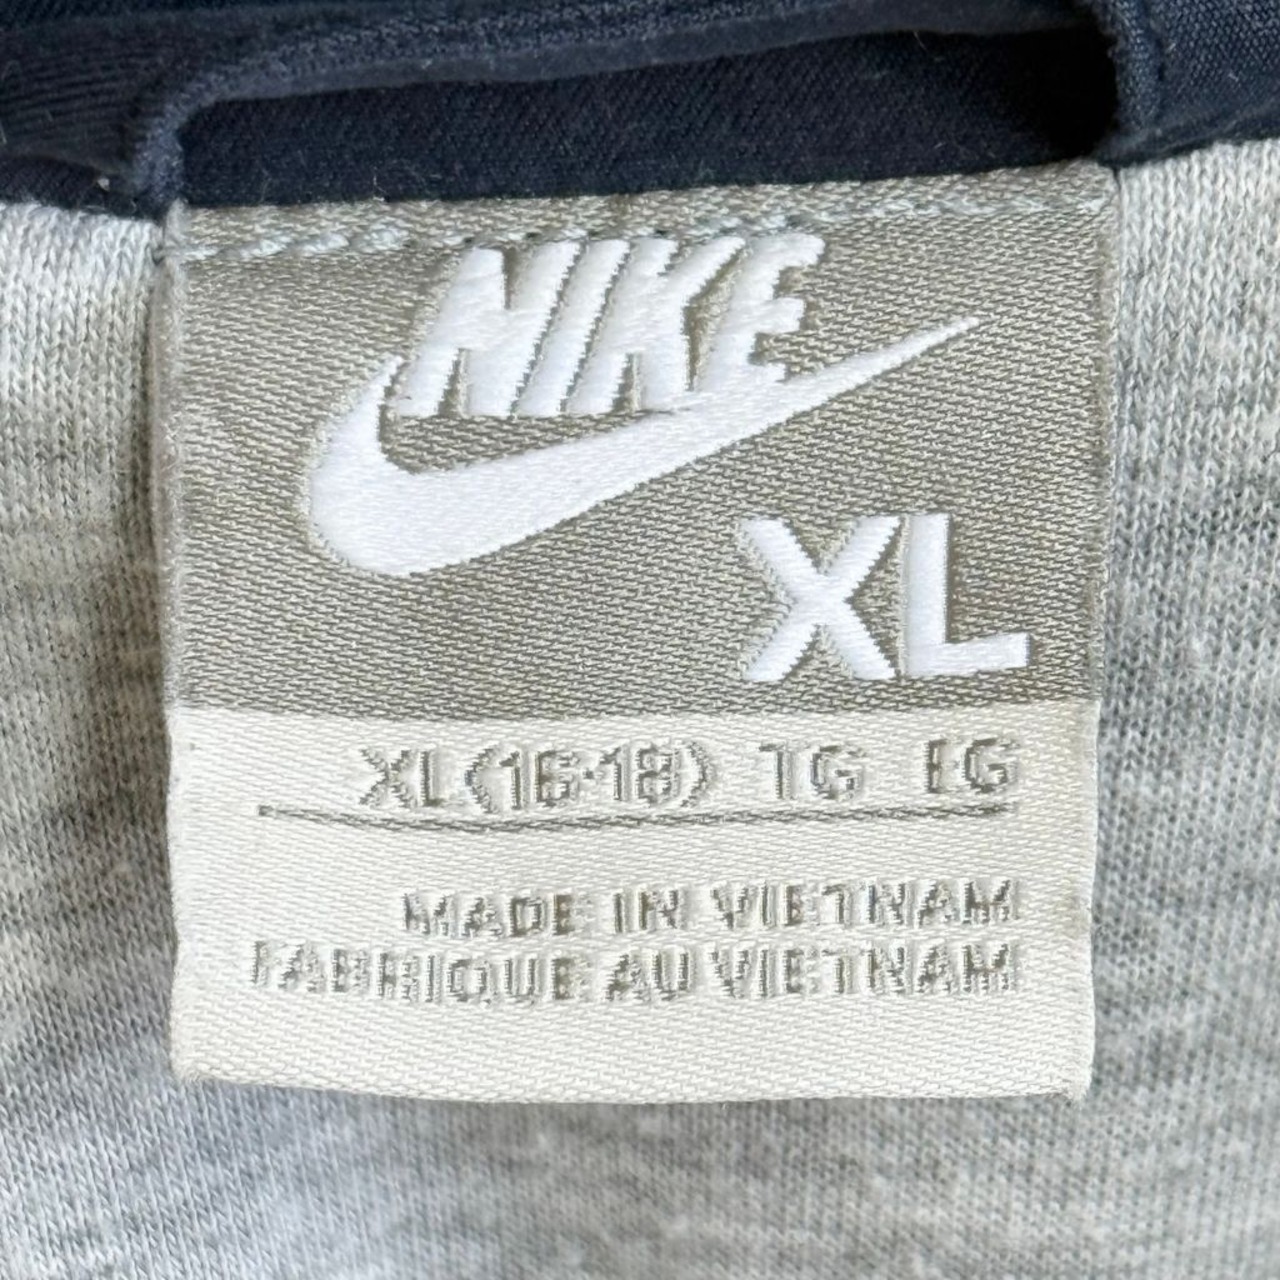 NIKE
XL
XL(16-18) TG EG
MADE IN VIETNAM
FABRIQUE AU VIETNAM